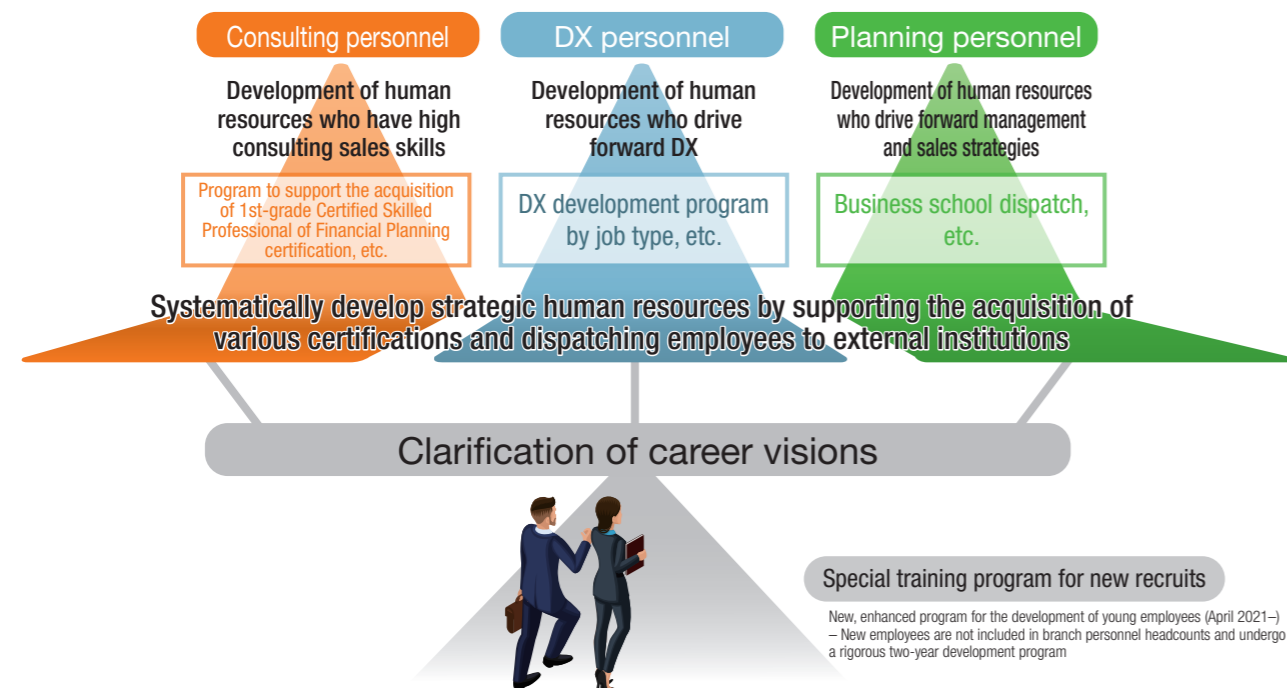 Consulting personnel
Development of human
resources who have high
consulting sales skills
Program to support the acquisition
of 1st-grade Certified Skilled
Professional of Financial Planning
certification, etc.
DX personnel
Development of human
resources who drive
forward DX
DX development program
by job type, etc.
Planning personnel
Development of human resources
who drive forward management
and sales strategies
Business school dispatch,
etc.
Systematically develop strategic human resources by supporting the acquisition of
various certifications and dispatching employees to external institutions
Clarification of career visions
Special training program for new recruits
New, enhanced program for the development of young employees (April 2021–)
– New employees are not included in branch personnel headcounts and undergo
a rigorous two-year development program